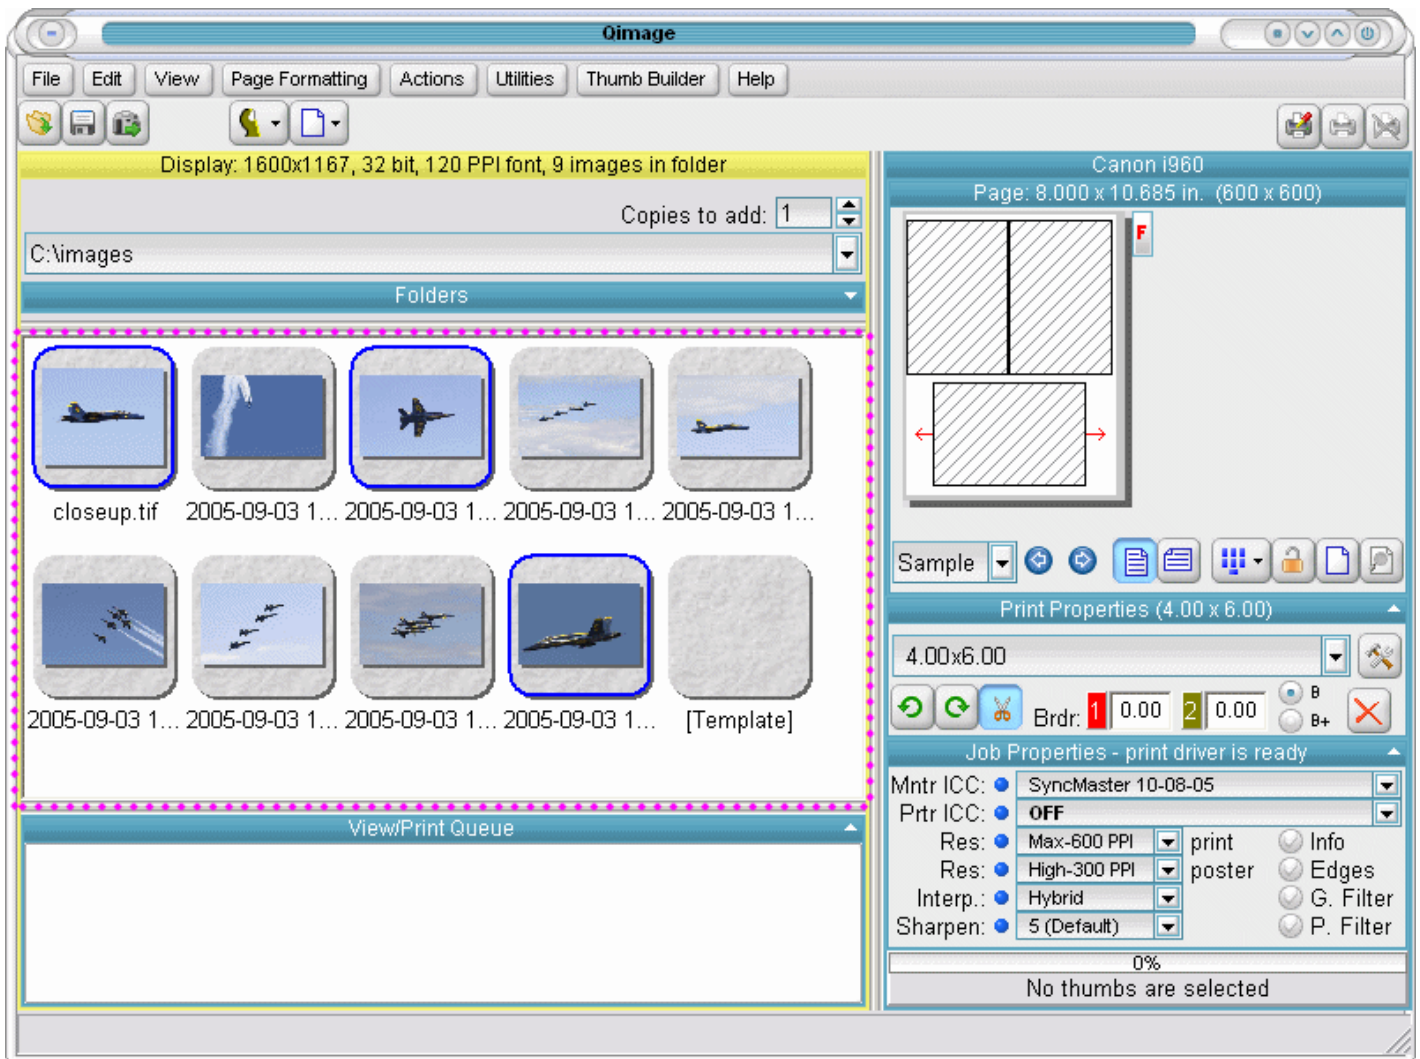 Qimage
File Edit View Page Formatting Actions Utilities Thumb Builder Help
Display: 1600x1167, 32 bit, 120 PPI font, 9 images in folder
Copies to add: 1
C:\images
Folders
closeup.tif 2005-09-03 1... 2005-09-03 1... 2005-09-03 1... 2005-09-03 1...
2005-09-03 1... 2005-09-03 1... 2005-09-03 1... 2005-09-03 1... [Template]
View/Print Queue
Canon i960
Page: 8.000 x 10.685 in. (600 x 600)
F
Sample
Print Properties (4.00 x 6.00)
4.00x6.00
Brdr: 1 0.00 2 0.00 B
B+
Job Properties - print driver is ready
Mntr ICC: SyncMaster 10-08-05
Prtr ICC: OFF
Res: Max-600 PPI print Info
Res: High-300 PPI poster Edges
Interp.: Hybrid G. Filter
Sharpen: 5 (Default) P. Filter
0%
No thumbs are selected